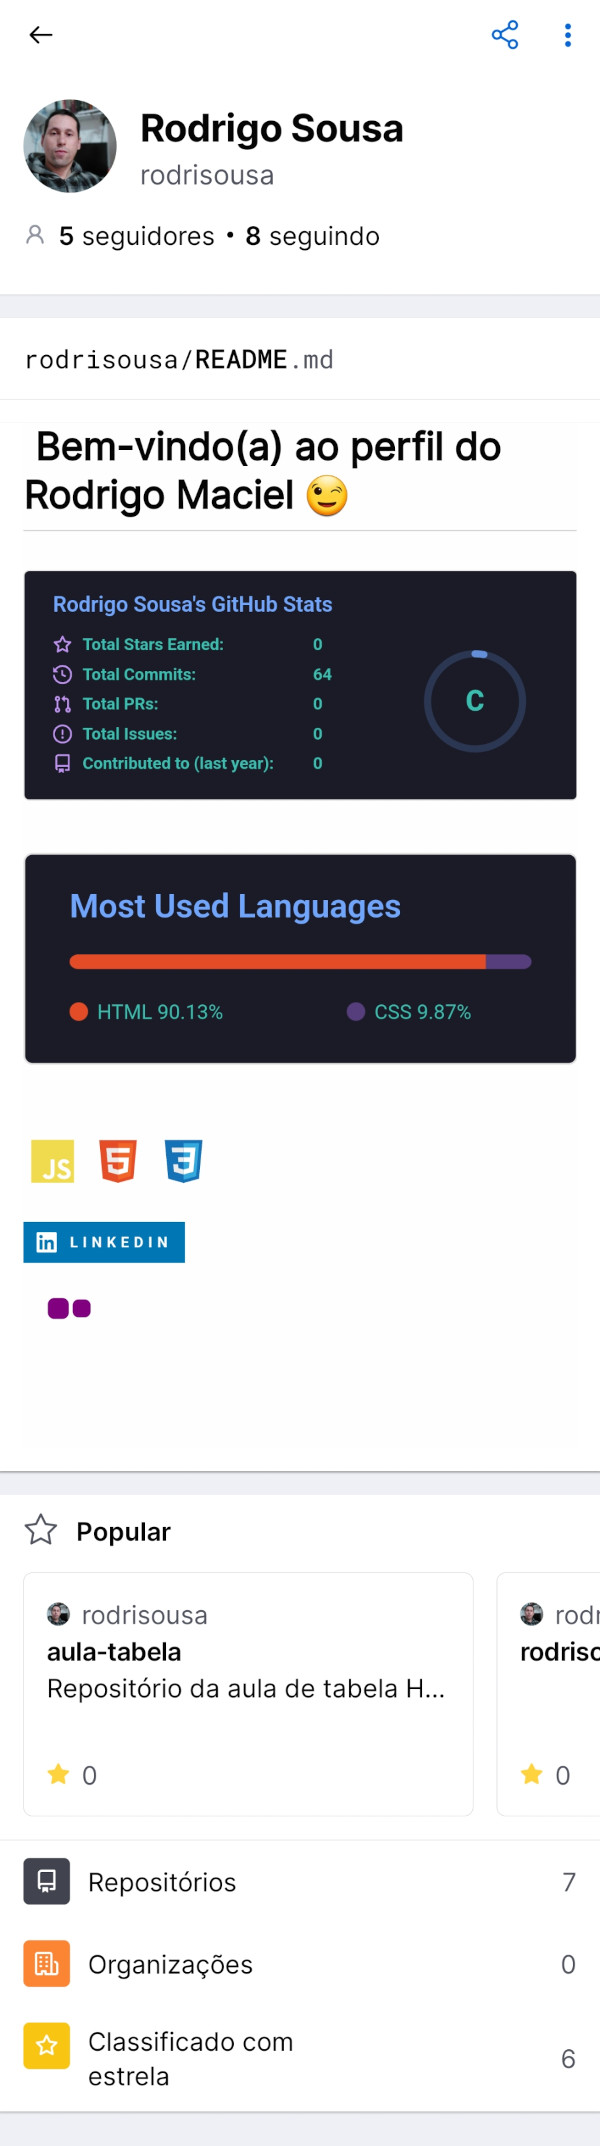 Rodrigo Sousa
rodrisousa
5 seguidores • 8 seguindo
rodrisousa/README.md
Bem-vindo(a) ao perfil do
Rodrigo Maciel 😉
Rodrigo Sousa's GitHub Stats
Total Stars Earned: 0
Total Commits: 64
Total PRs: 0
Total Issues: 0
Contributed to (last year): 0
C
Most Used Languages
HTML 90.13% CSS 9.87%
JS 5 3
in LINKEDIN
Popular
rodrisousa
aula-tabela
Repositório da aula de tabela H...
0
rodr
rodriso
0
Repositórios 7
Organizações 0
Classificado com
estrela 6